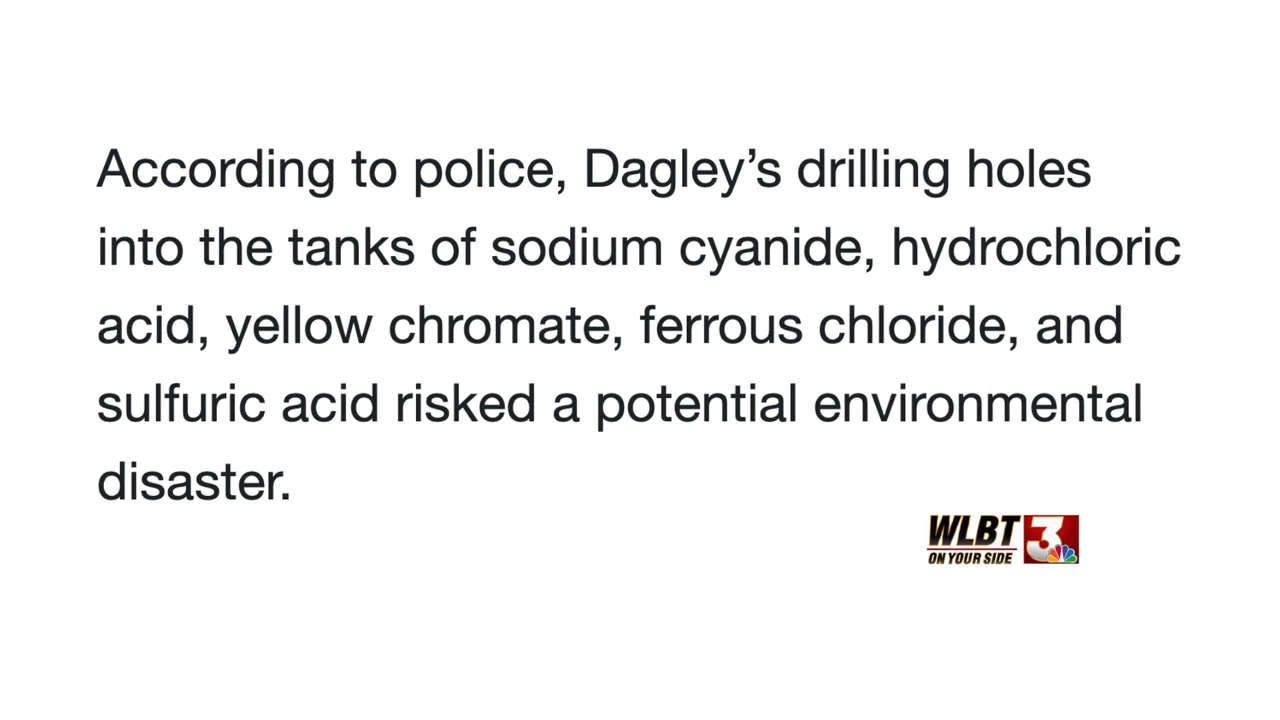 According to police, Dagley’s drilling holes
into the tanks of sodium cyanide, hydrochloric
acid, yellow chromate, ferrous chloride, and
sulfuric acid risked a potential environmental
disaster.
WLBT 3
ON YOUR SIDE